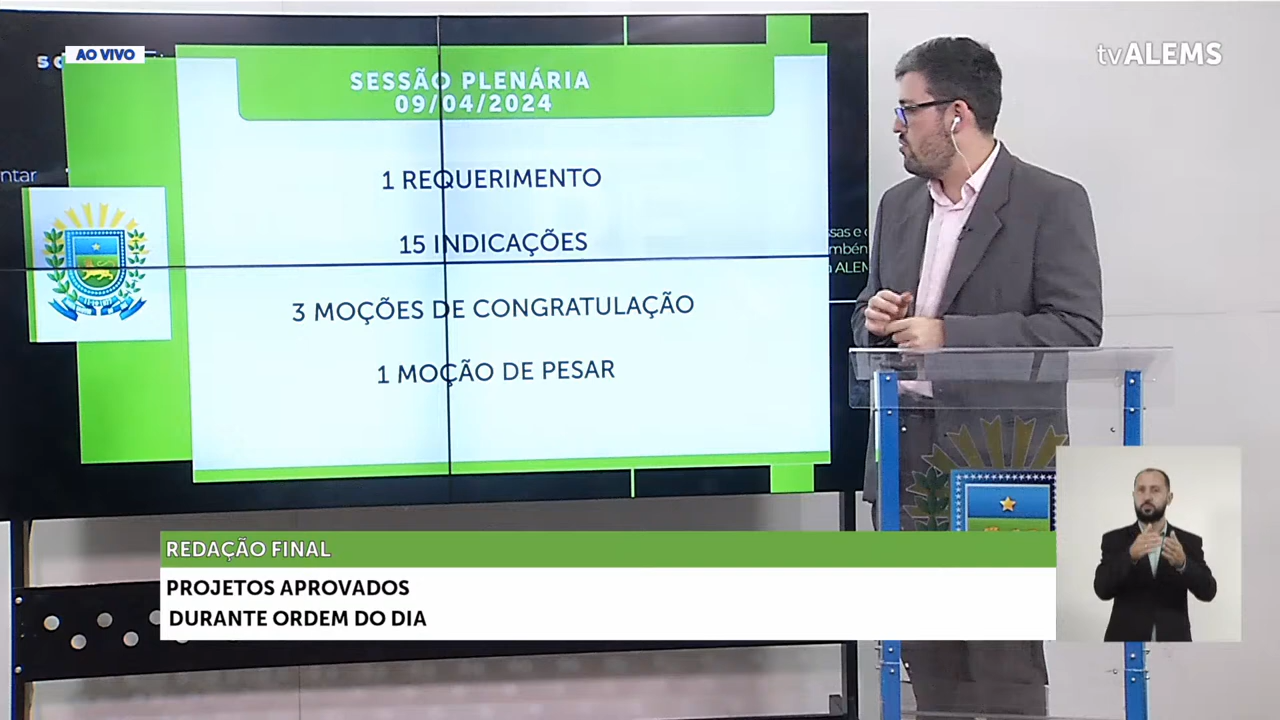 AO VIVO
tvALEMS
SESSÃO PLENÁRIA
09/04/2024
1 REQUERIMENTO
15 INDICAÇÕES
3 MOÇÕES DE CONGRATULAÇÃO
1 MOÇÃO DE PESAR
ntar
REDAÇÃO FINAL
PROJETOS APROVADOS
DURANTE ORDEM DO DIA